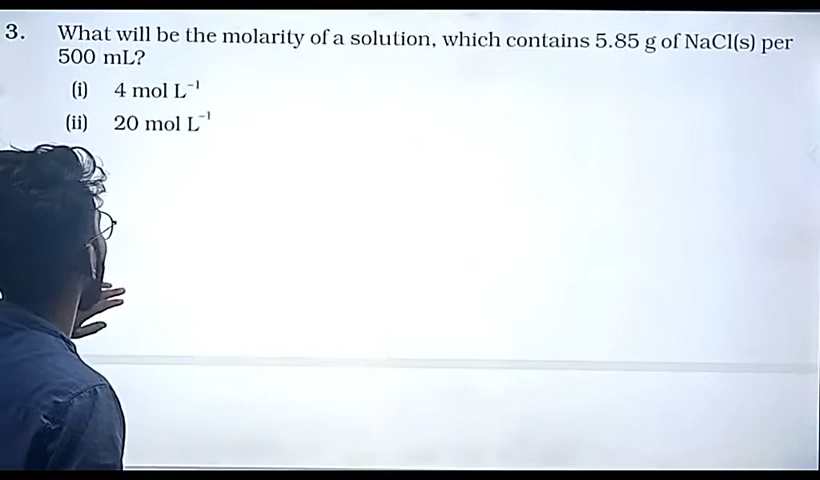 3. What will be the molarity of a solution, which contains 5.85 g of NaCl(s) per
500 mL?
(i) 4 mol L⁻¹
(ii) 20 mol L⁻¹